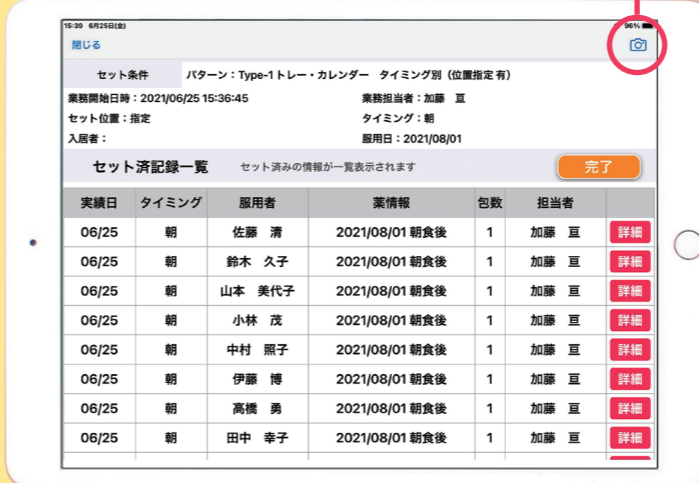 15:39 6月25日(金) 96%
閉じる
セット条件 パターン：Type-1トレー・カレンダー タイミング別（位置指定 有）
業務開始日時：2021/06/25 15:36:45 業務担当者：加藤 亘
セット位置：指定 タイミング：朝
入居者： 服用日：2021/08/01
セット済記録一覧 セット済みの情報が一覧表示されます 完了
実績日 タイミング 服用者 薬情報 包数 担当者
06/25 朝 佐藤 清 2021/08/01 朝食後 1 加藤 亘 詳細
06/25 朝 鈴木 久子 2021/08/01 朝食後 1 加藤 亘 詳細
06/25 朝 山本 美代子 2021/08/01 朝食後 1 加藤 亘 詳細
06/25 朝 小林 茂 2021/08/01 朝食後 1 加藤 亘 詳細
06/25 朝 中村 照子 2021/08/01 朝食後 1 加藤 亘 詳細
06/25 朝 伊藤 博 2021/08/01 朝食後 1 加藤 亘 詳細
06/25 朝 高橋 勇 2021/08/01 朝食後 1 加藤 亘 詳細
06/25 朝 田中 幸子 2021/08/01 朝食後 1 加藤 亘 詳細